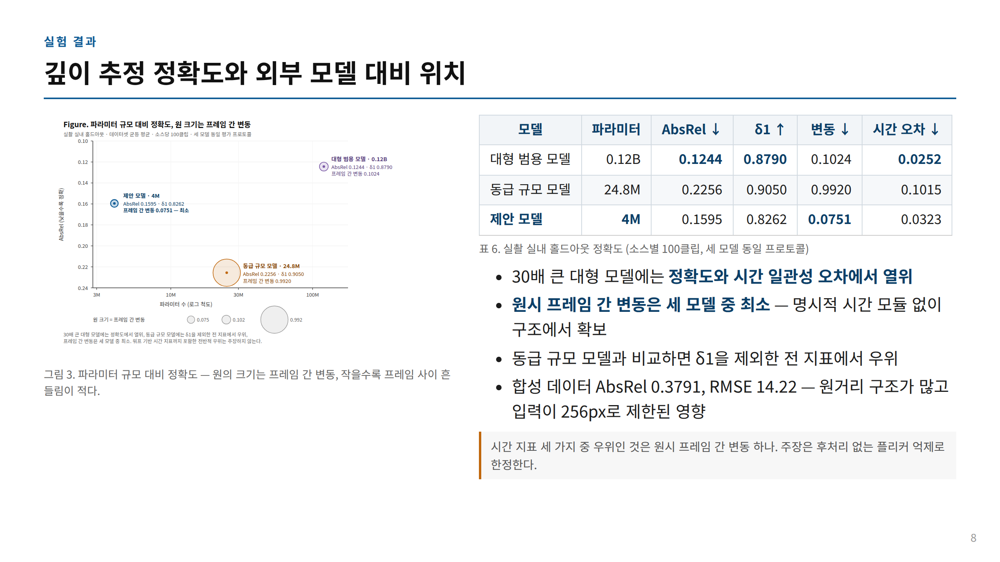 실험 결과
깊이 추정 정확도와 외부 모델 대비 위치
Figure. 파라미터 규모 대비 정확도, 원 크기는 프레임 간 변동
실촬 실내 홀드아웃 · 데이터셋 균등 평균 · 소스당 100클립 · 세 모델 동일 평가 프로토콜
0.10
0.12
0.14
0.16
0.18
0.20
0.22
0.24
AbsRel (낮을수록 정확)
대형 범용 모델 · 0.12B
AbsRel 0.1244 · δ1 0.8790
프레임 간 변동 0.1024
제안 모델 · 4M
AbsRel 0.1595 · δ1 0.8262
프레임 간 변동 0.0751 — 최소
동급 규모 모델 · 24.8M
AbsRel 0.2256 · δ1 0.9050
프레임 간 변동 0.9920
3M 10M 30M 100M
파라미터 수 (로그 척도)
원 크기 = 프레임 간 변동 0.075 0.102 0.992
30배 큰 대형 모델에는 정확도에서 열위, 동급 규모 모델에는 δ1을 제외한 전 지표에서 우위,
프레임 간 변동은 세 모델 중 최소. 워프 기반 시간 지표까지 포함한 전반적 우위는 주장하지 않는다.
그림 3. 파라미터 규모 대비 정확도 — 원의 크기는 프레임 간 변동, 작을수록 프레임 사이 흔
들림이 적다.
모델 파라미터 AbsRel ↓ δ1 ↑ 변동 ↓ 시간 오차 ↓
대형 범용 모델 0.12B 0.1244 0.8790 0.1024 0.0252
동급 규모 모델 24.8M 0.2256 0.9050 0.9920 0.1015
제안 모델 4M 0.1595 0.8262 0.0751 0.0323
표 6. 실촬 실내 홀드아웃 정확도 (소스별 100클립, 세 모델 동일 프로토콜)
• 30배 큰 대형 모델에는 정확도와 시간 일관성 오차에서 열위
• 원시 프레임 간 변동은 세 모델 중 최소 — 명시적 시간 모듈 없이
구조에서 확보
• 동급 규모 모델과 비교하면 δ1을 제외한 전 지표에서 우위
• 합성 데이터 AbsRel 0.3791, RMSE 14.22 — 원거리 구조가 많고
입력이 256px로 제한된 영향
시간 지표 세 가지 중 우위인 것은 원시 프레임 간 변동 하나. 주장은 후처리 없는 플리커 억제로
한정한다.
8